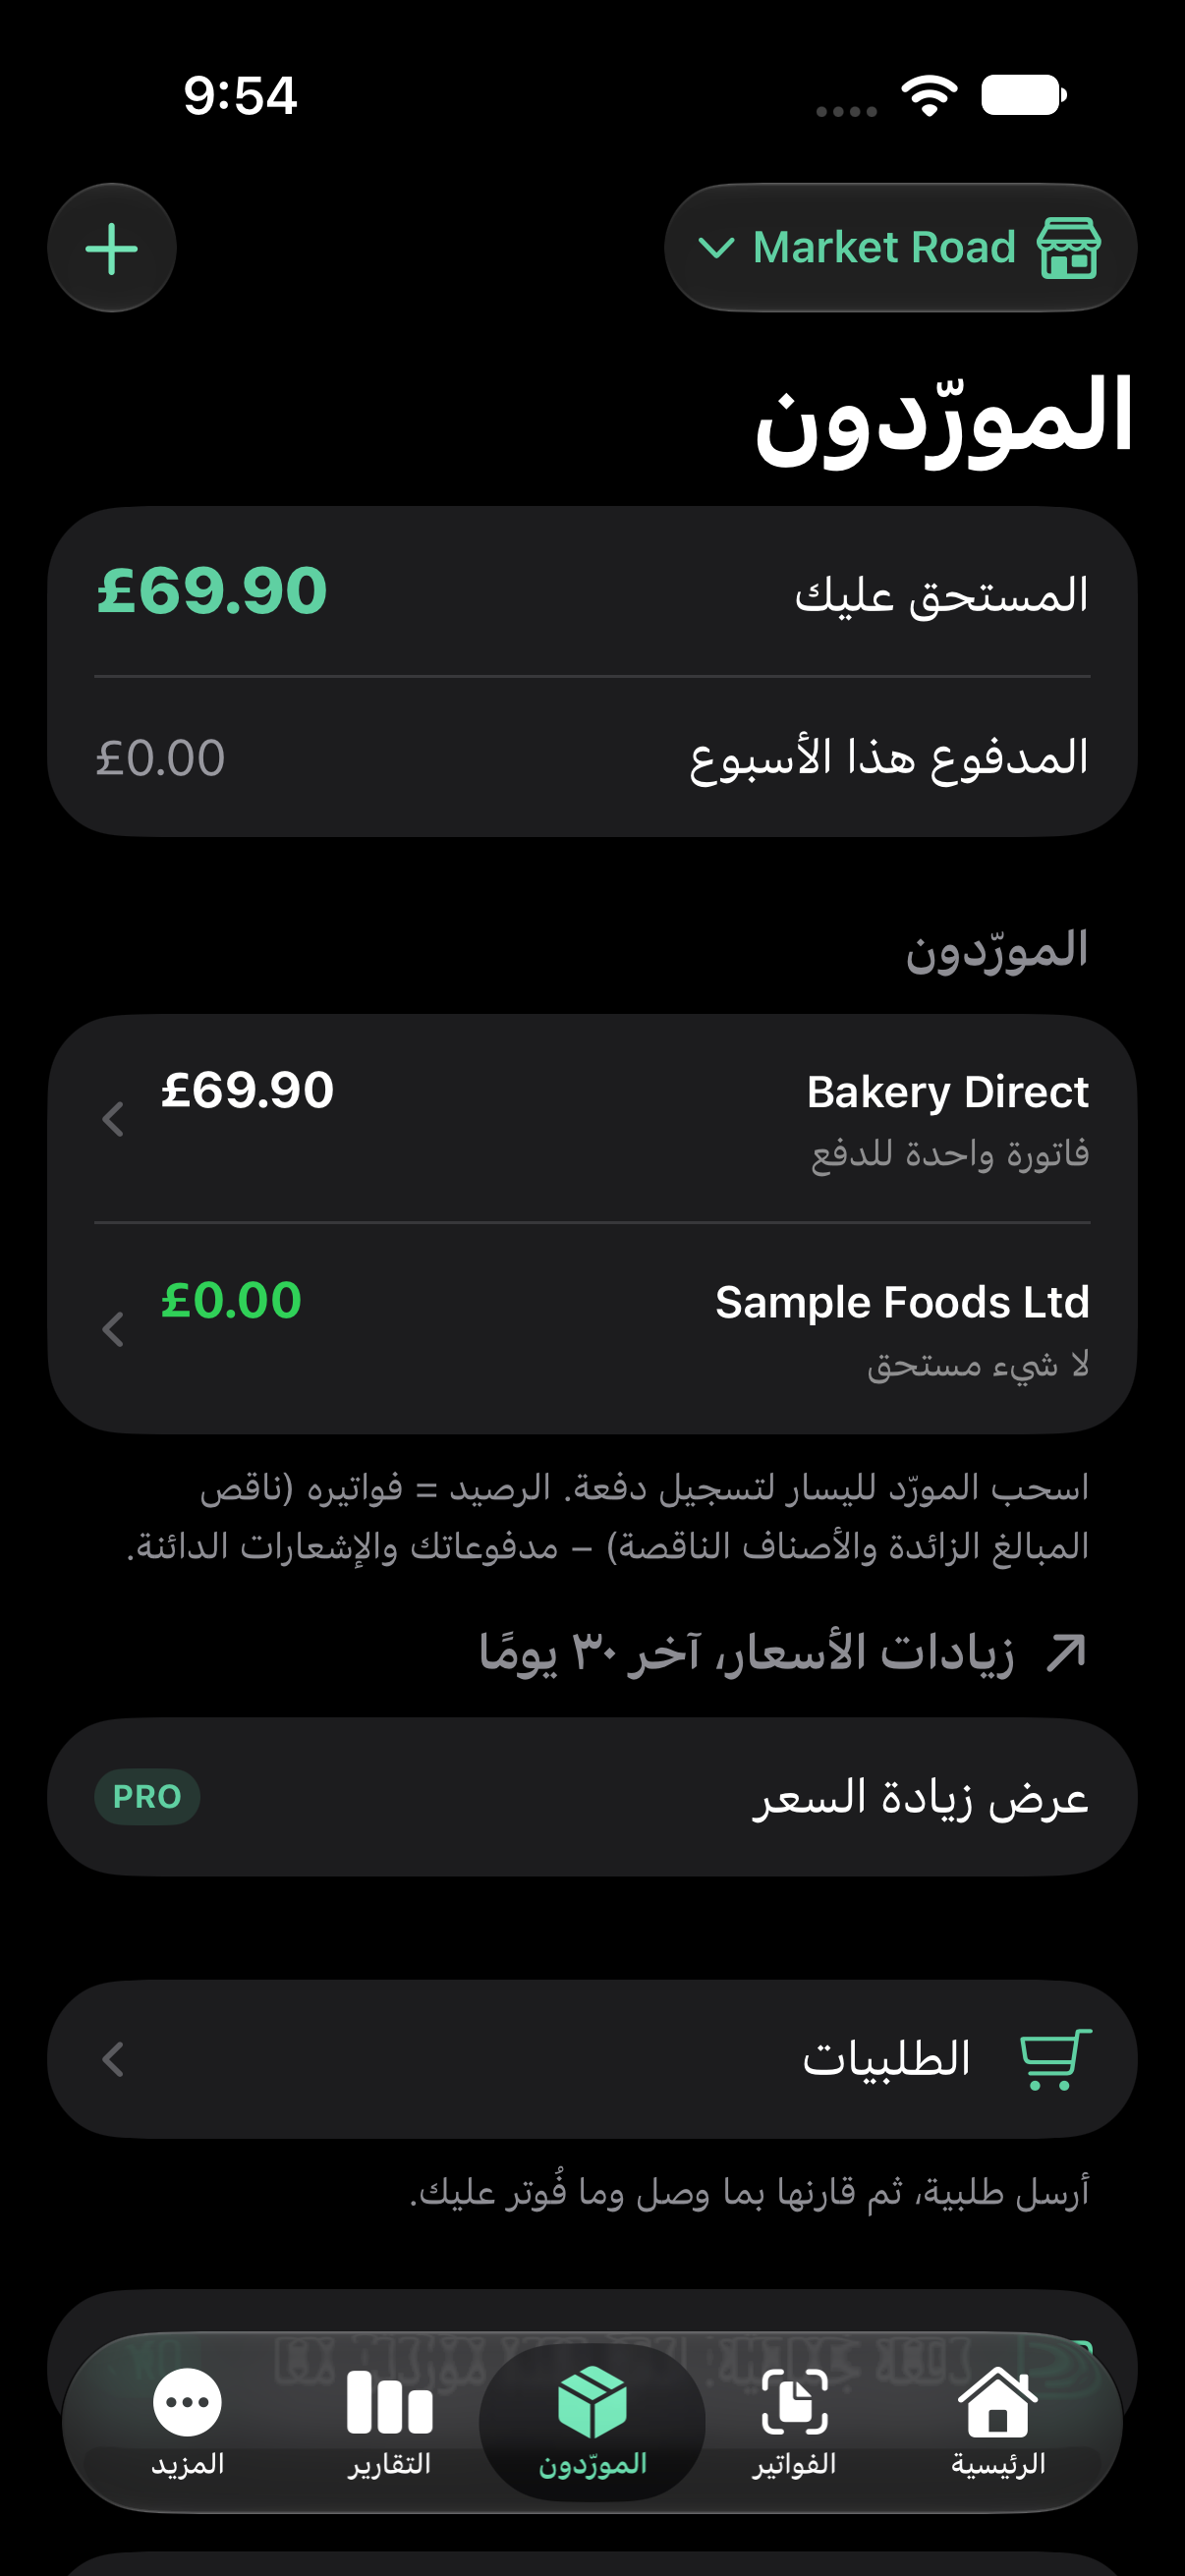 9:54
Market Road
المورّدون
المستحق عليك
£69.90
المدفوع هذا الأسبوع
£0.00
المورّدون
Bakery Direct
£69.90
فاتورة واحدة للدفع
Sample Foods Ltd
£0.00
لا شيء مستحق
اسحب المورّد لليسار لتسجيل دفعة. الرصيد = فواتيره (ناقص
المبالغ الزائدة والأصناف الناقصة) – مدفوعاتك والإشعارات الدائنة.
زيادات الأسعار، آخر ٣٠ يومًا
عرض زيادة السعر
PRO
الطلبيات
أرسل طلبية، ثم قارنها بما وصل وما فُوتر عليك.
الرئيسية
الفواتير
المورّدون
التقارير
المزيد